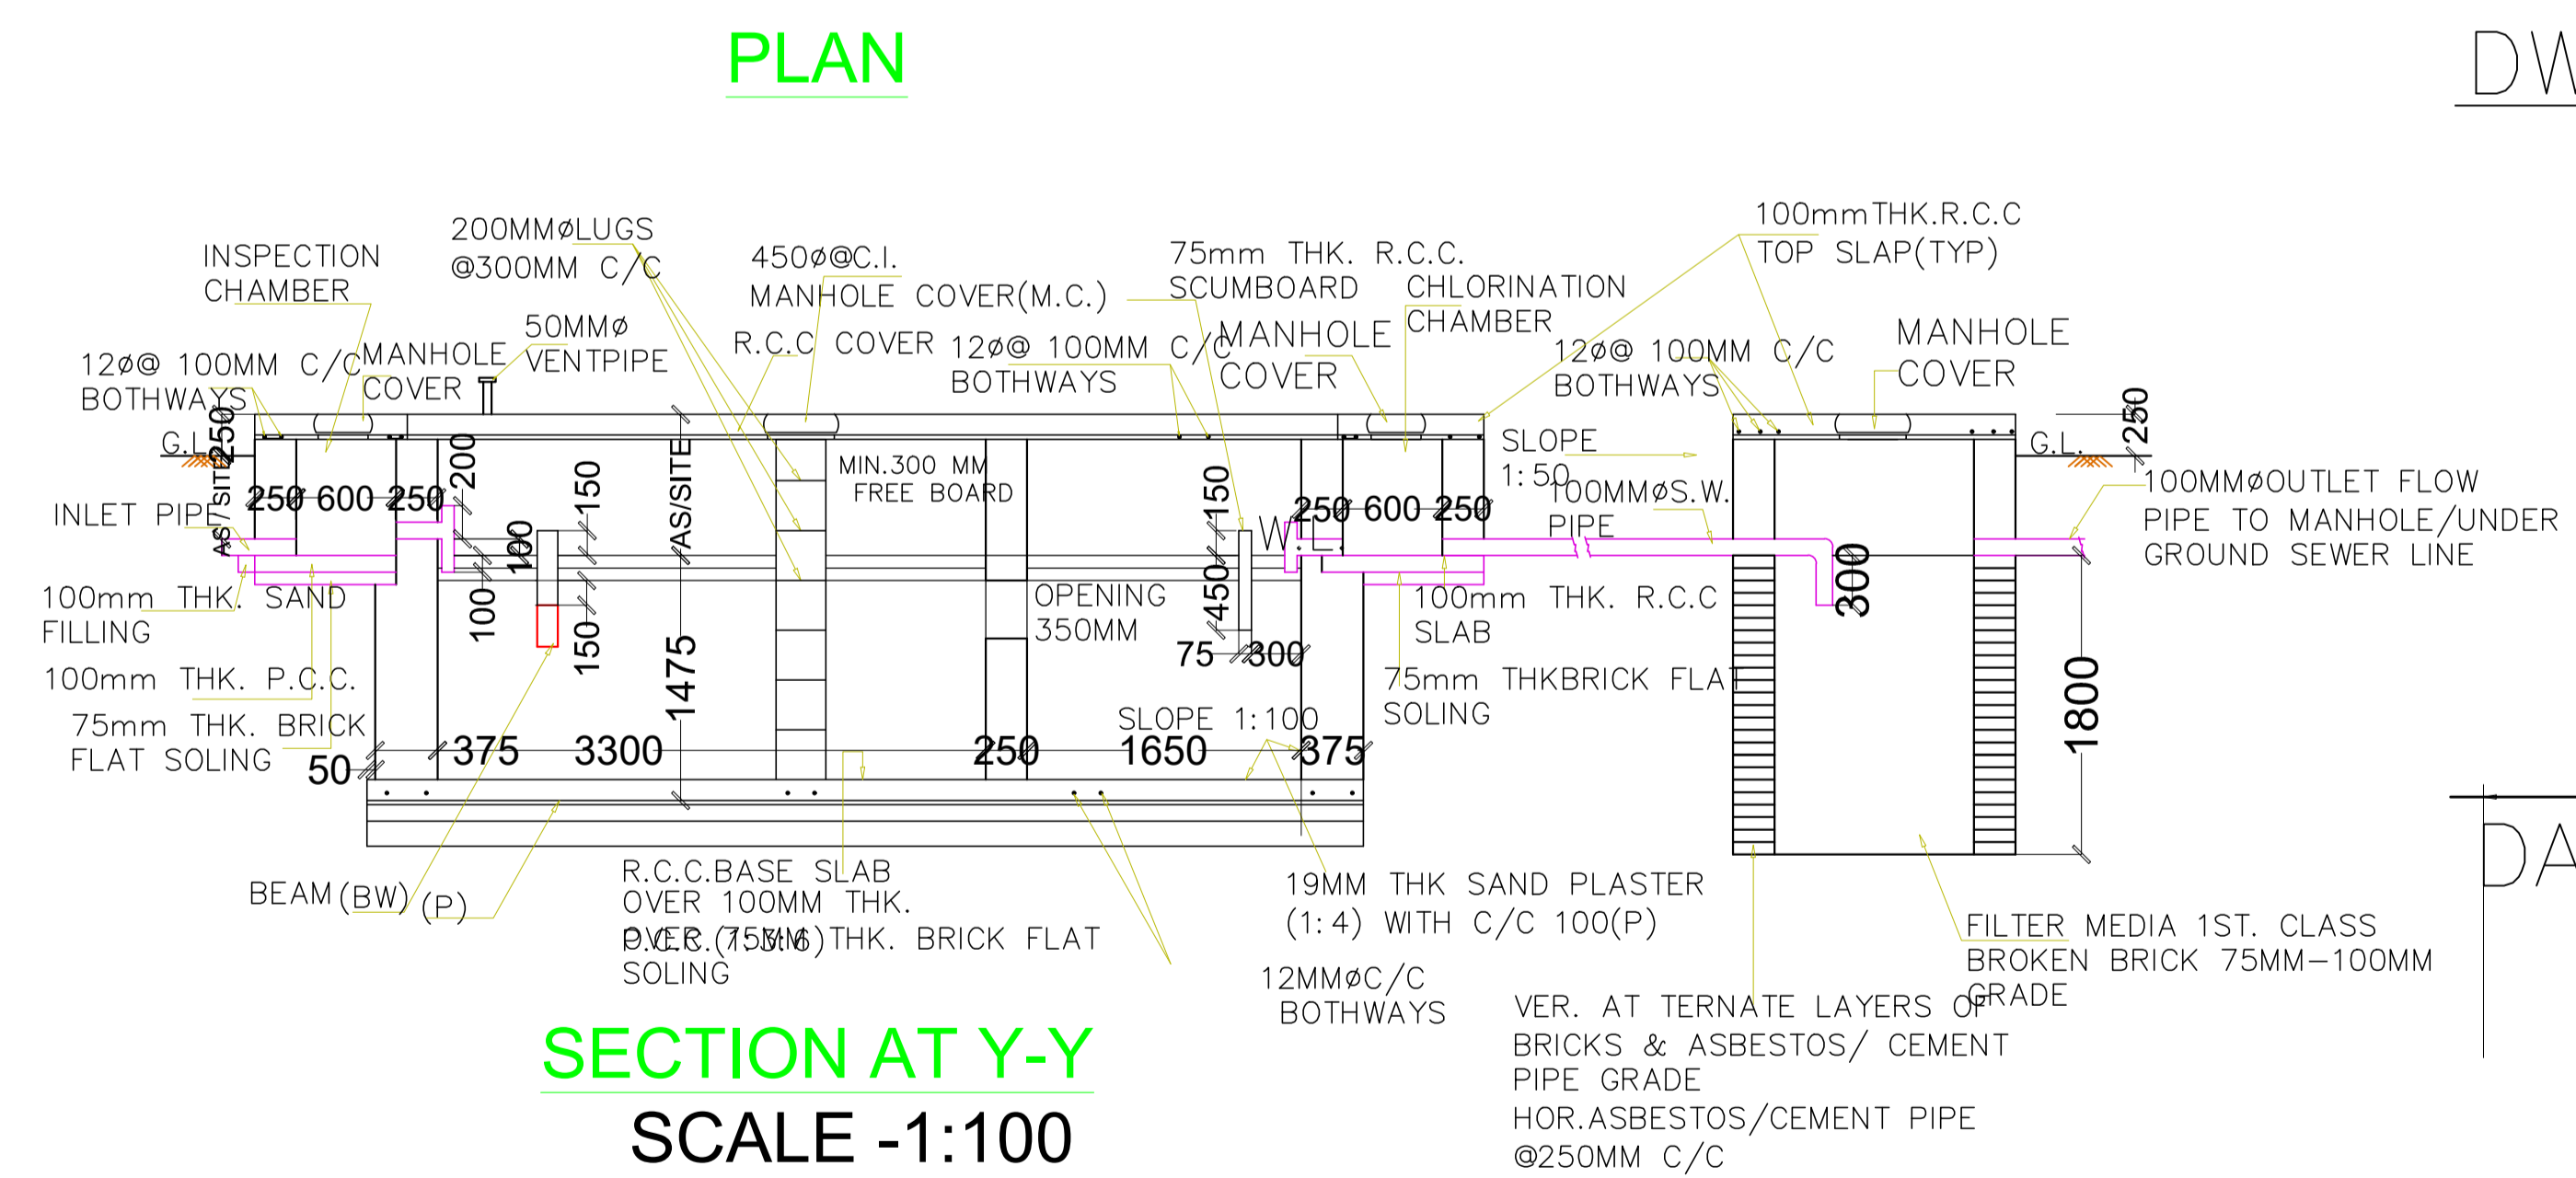 PLAN
DW
INSPECTION
CHAMBER
200MMøLUGS
@300MM C/C
450ø@C.I.
MANHOLE COVER(M.C.)
75mm THK. R.C.C.
SCUMBOARD
CHLORINATION
CHAMBER
100mmTHK.R.C.C
TOP SLAP(TYP)
12ø@ 100MM C/C
BOTHWAYS
MANHOLE
COVER
50MMø
VENTPIPE
R.C.C COVER
12ø@ 100MM C/C
BOTHWAYS
MANHOLE
COVER
12ø@ 100MM C/C
BOTHWAYS
MANHOLE
COVER
G.L.
250
AS/SITE
250
600
250
200
100
100
150
150
AS/SITE
1475
MIN.300 MM
FREE BOARD
150
450
W.L.
250
600
250
SLOPE
1:50
100MMøS.W.
PIPE
G.L.
250
100MMøOUTLET FLOW
PIPE TO MANHOLE/UNDER
GROUND SEWER LINE
INLET PIPE
100mm THK. SAND
FILLING
100mm THK. P.C.C.
75mm THK. BRICK
FLAT SOLING
OPENING
350MM
75
300
100mm THK. R.C.C
SLAB
75mm THKBRICK FLAT
SOLING
300
1800
SLOPE 1:100
50
375
3300
250
1650
375
DA
BEAM(BW)
(P)
R.C.C.BASE SLAB
OVER 100MM THK.
P.C.C.(1:3:6)
OVER 75MM THK. BRICK FLAT
SOLING
19MM THK SAND PLASTER
(1:4) WITH C/C 100(P)
12MMøC/C
BOTHWAYS
FILTER MEDIA 1ST. CLASS
BROKEN BRICK 75MM-100MM
GRADE
VER. AT TERNATE LAYERS OF
BRICKS & ASBESTOS/ CEMENT
PIPE GRADE
HOR.ASBESTOS/CEMENT PIPE
@250MM C/C
SECTION AT Y-Y
SCALE -1:100